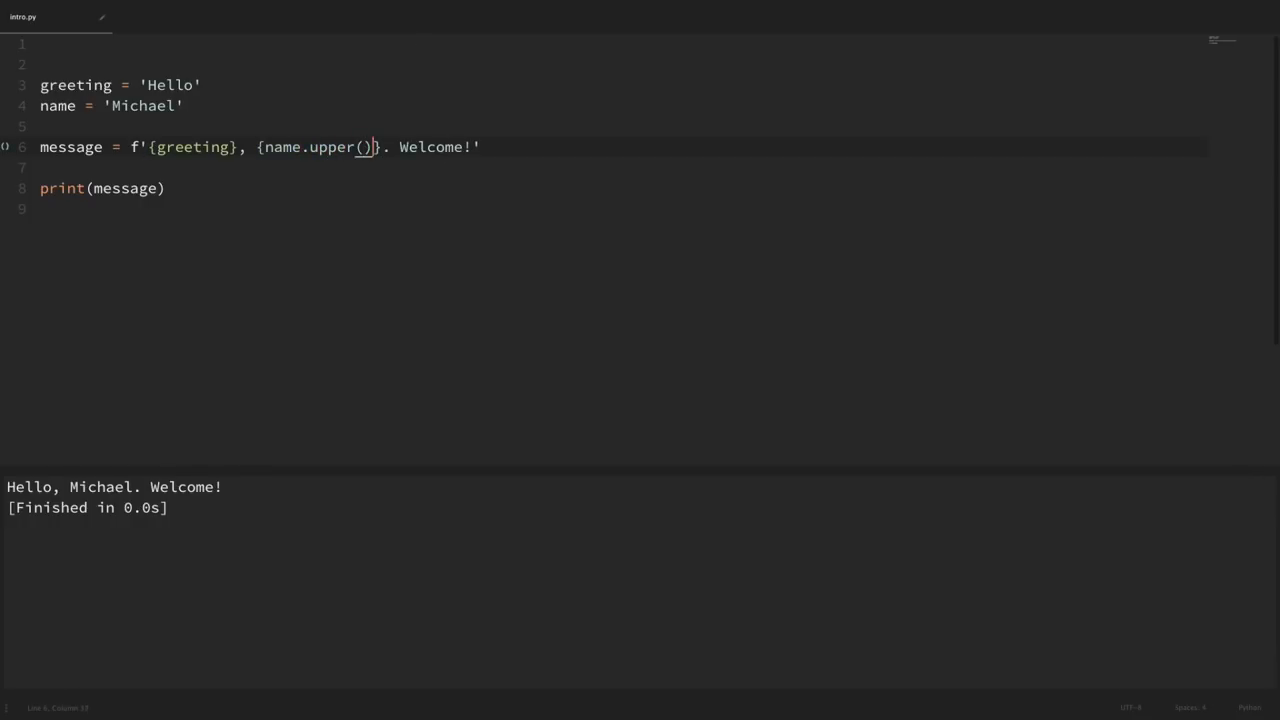 intro.py
1
2
3 greeting = 'Hello'
4 name = 'Michael'
5
6 message = f'{greeting}, {name.upper()}. Welcome!'
7
8 print(message)
9
Hello, Michael. Welcome!
[Finished in 0.0s]
Line 6, Column 33 UTF-8 Spaces: 4 Python